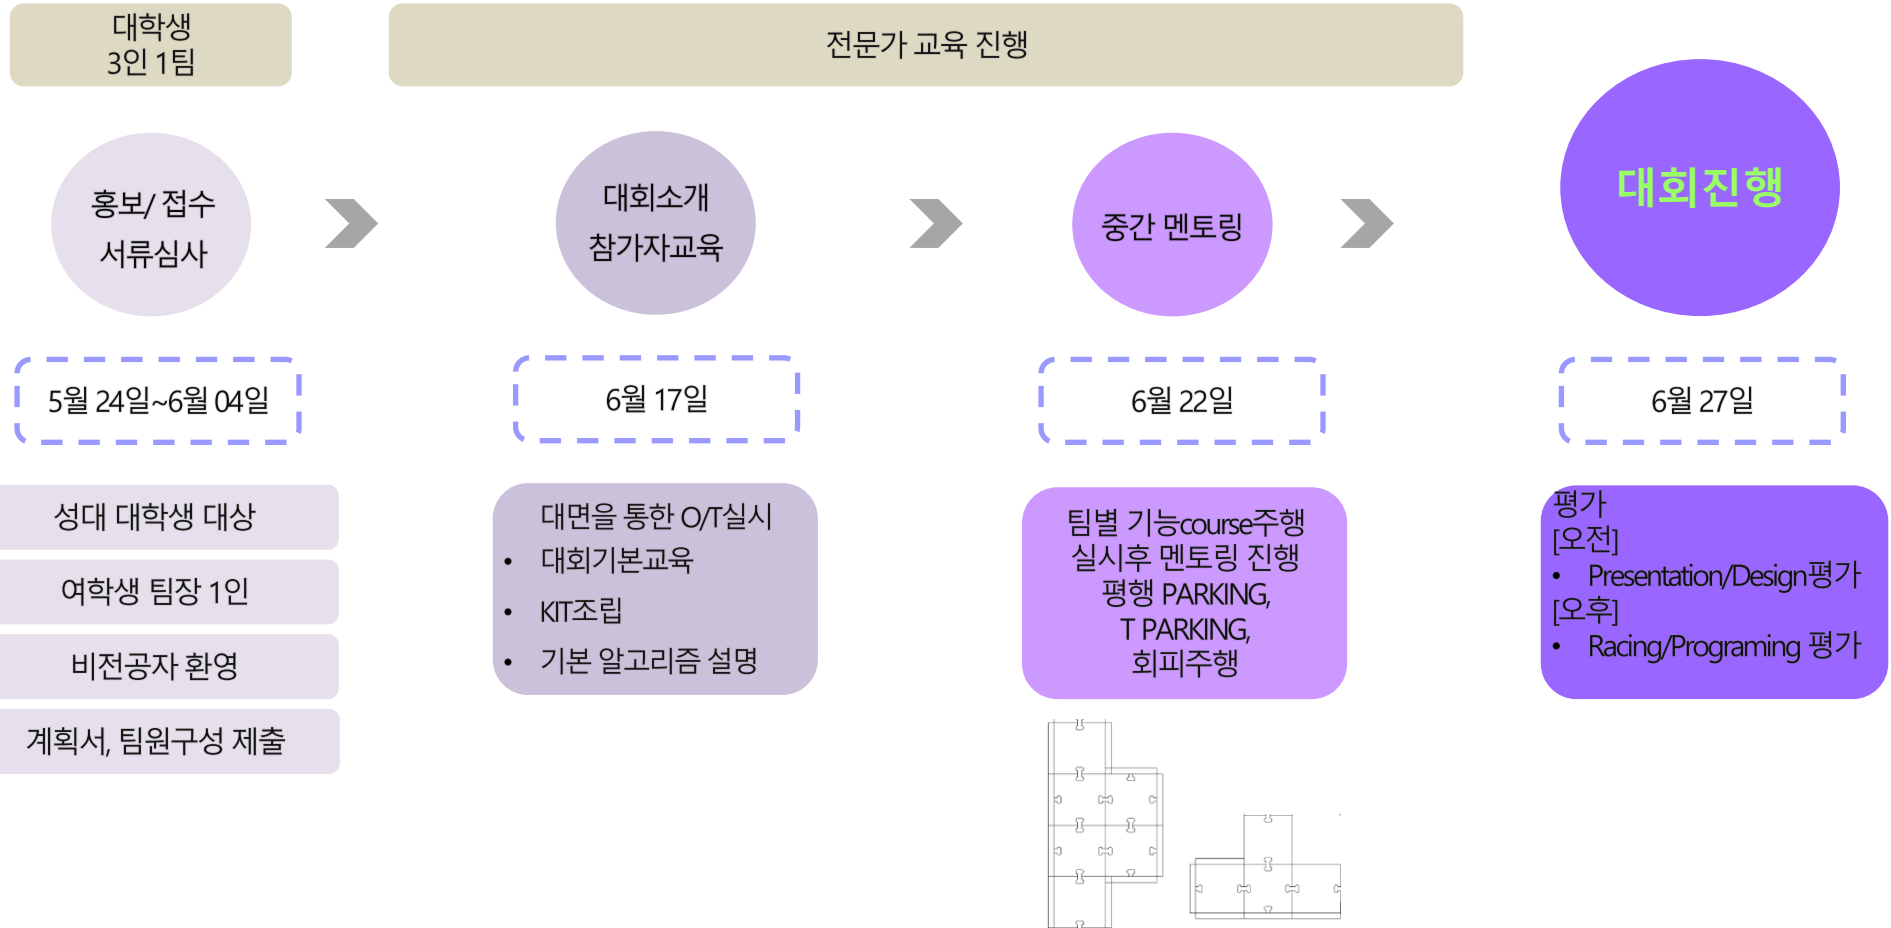 대학생
3인 1팀
전문가 교육 진행
홍보/ 접수
서류심사
대회소개
참가자교육
중간 멘토링
대회진행
5월 24일~6월 04일
6월 17일
6월 22일
6월 27일
성대 대학생 대상
여학생 팀장 1인
비전공자 환영
계획서, 팀원구성 제출
대면을 통한 O/T실시
• 대회기본교육
• KIT조립
• 기본 알고리즘 설명
팀별 기능course주행
실시후 멘토링 진행
평행 PARKING,
T PARKING,
회피주행
평가
[오전]
• Presentation/Design평가
[오후]
• Racing/Programing 평가